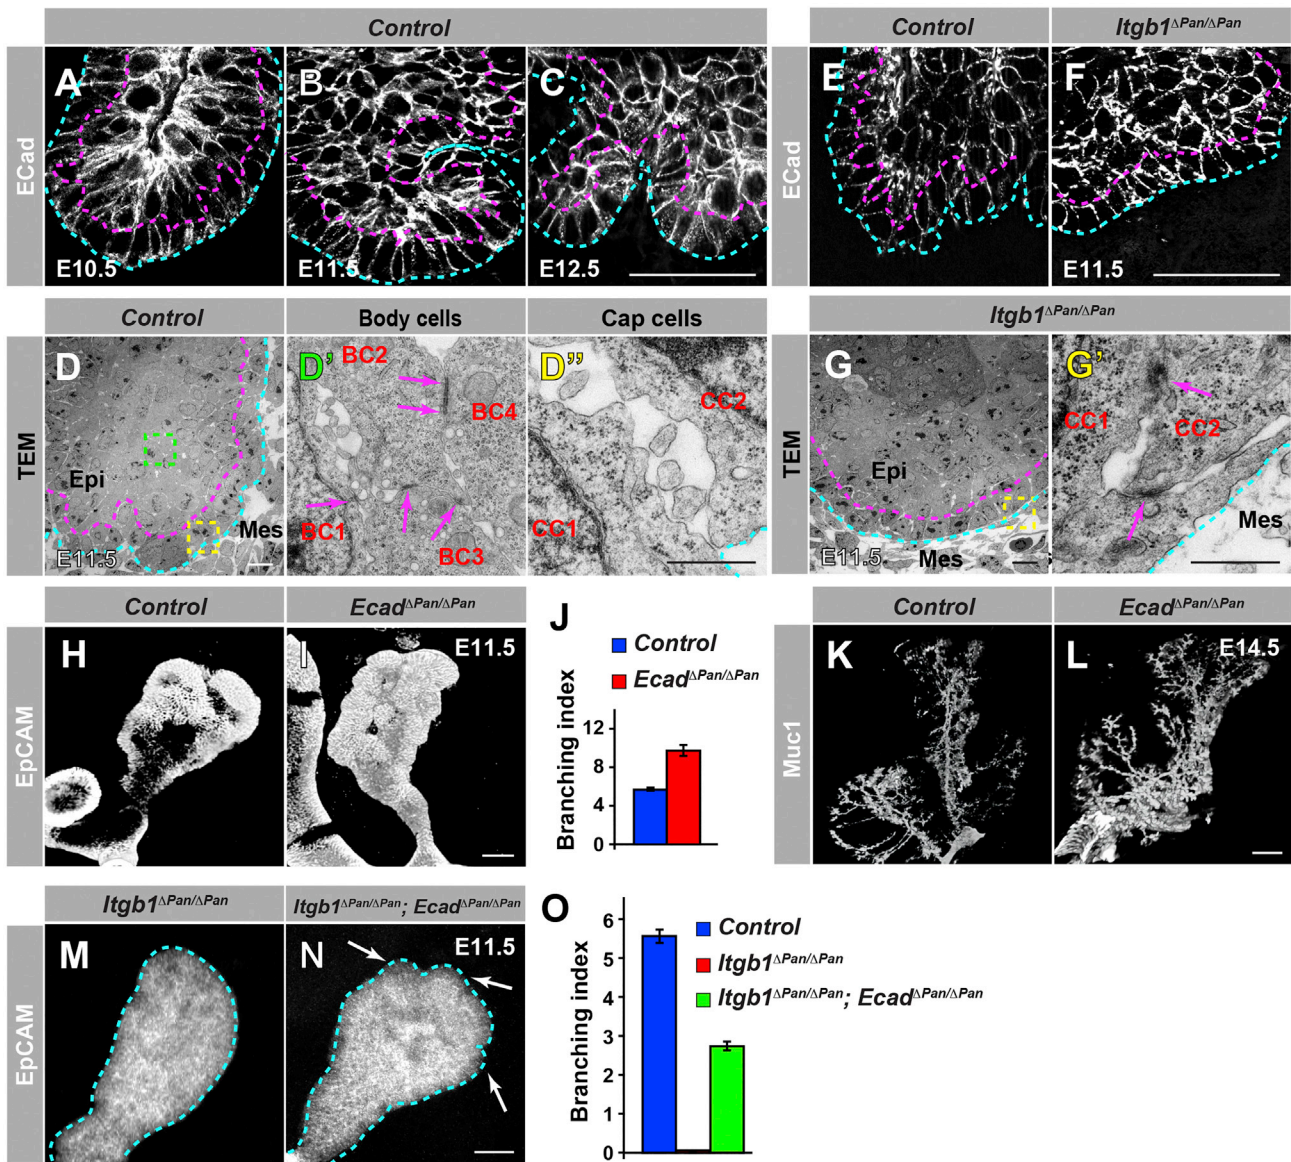 Control
Control
Itgb1ΔPan/ΔPan
ECad
A
E10.5
B
E11.5
C
E12.5
ECad
E
F
E11.5
Control
Body cells
Cap cells
Itgb1ΔPan/ΔPan
TEM
D
Epi
Mes
E11.5
D'
BC2
BC4
BC1
BC3
D''
CC2
CC1
TEM
G
Epi
E11.5
Mes
G'
CC1
CC2
Mes
Control
EcadΔPan/ΔPan
EpCAM
H
I
E11.5
J
Control
EcadΔPan/ΔPan
Branching index
12
8
4
0
Control
EcadΔPan/ΔPan
Muc1
K
L
E14.5
Itgb1ΔPan/ΔPan
Itgb1ΔPan/ΔPan; EcadΔPan/ΔPan
EpCAM
M
N
E11.5
O
Branching index
6
5
4
3
2
1
0
Control
Itgb1ΔPan/ΔPan
Itgb1ΔPan/ΔPan; EcadΔPan/ΔPan